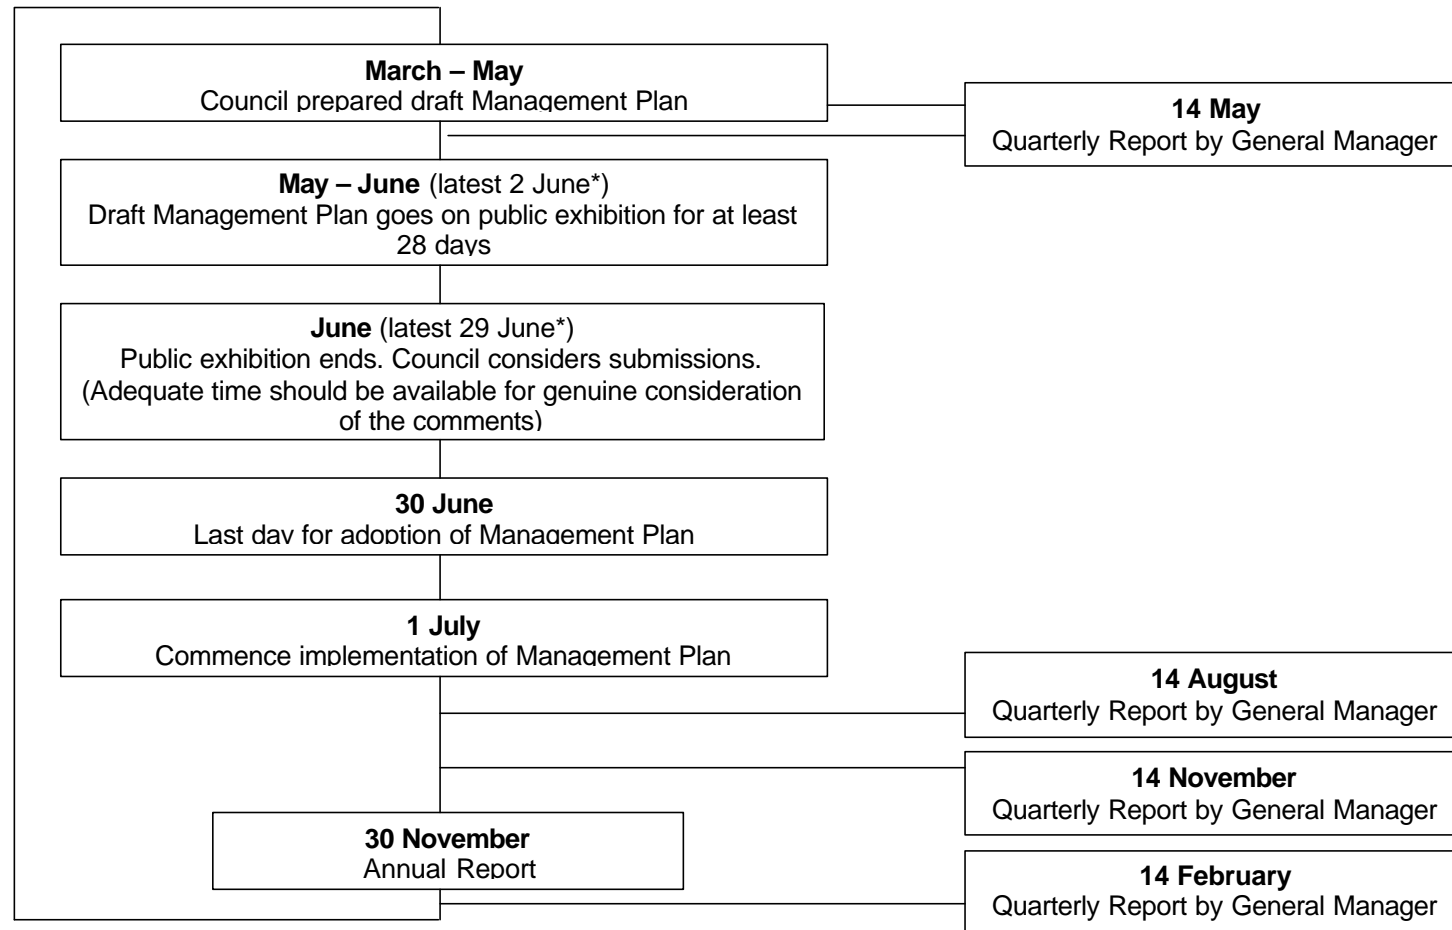 March – May
Council prepared draft Management Plan
14 May
Quarterly Report by General Manager
May – June (latest 2 June*)
Draft Management Plan goes on public exhibition for at least
28 days
June (latest 29 June*)
Public exhibition ends. Council considers submissions.
(Adequate time should be available for genuine consideration
of the comments)
30 June
Last day for adoption of Management Plan
1 July
Commence implementation of Management Plan
14 August
Quarterly Report by General Manager
14 November
Quarterly Report by General Manager
30 November
Annual Report
14 February
Quarterly Report by General Manager